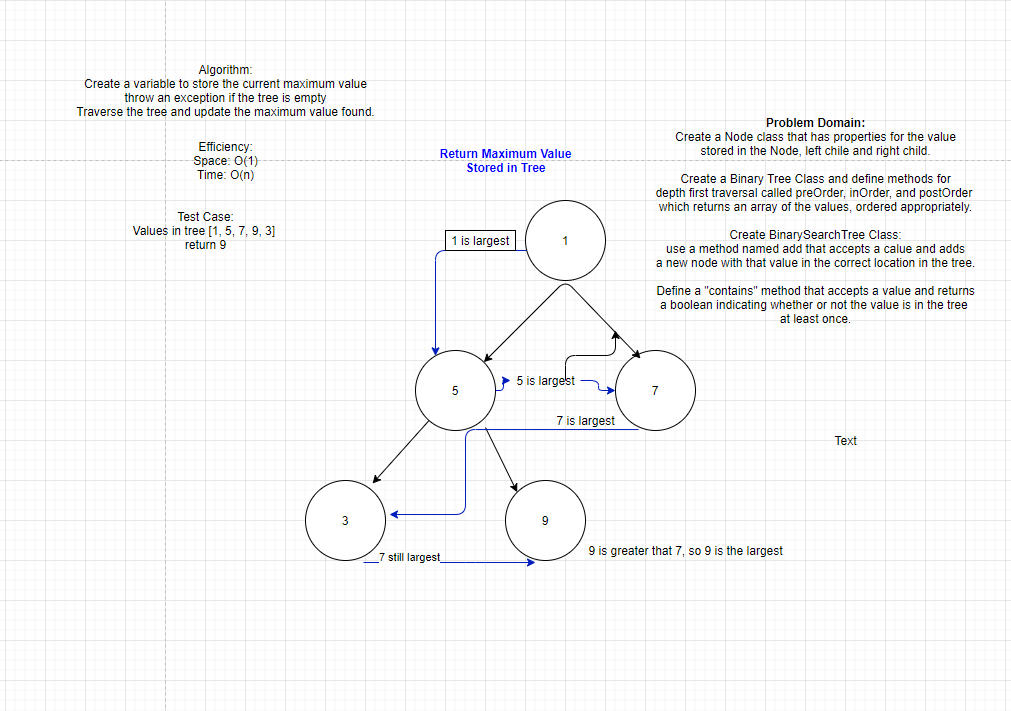 Algorithm:
Create a variable to store the current maximum value
throw an exception if the tree is empty
Traverse the tree and update the maximum value found.
Efficiency:
Space: O(1)
Time: O(n)
Test Case:
Values in tree [1, 5, 7, 9, 3]
return 9
Return Maximum Value
Stored in Tree
Problem Domain:
Create a Node class that has properties for the value
stored in the Node, left chile and right child.
Create a Binary Tree Class and define methods for
depth first traversal called preOrder, inOrder, and postOrder
which returns an array of the values, ordered appropriately.
Create BinarySearchTree Class:
use a method named add that accepts a calue and adds
a new node with that value in the correct location in the tree.
Define a "contains" method that accepts a value and returns
a boolean indicating whether or not the value is in the tree
at least once.
1 is largest
1
5
5 is largest
7
7 is largest
Text
3
9
7 still largest
9 is greater that 7, so 9 is the largest